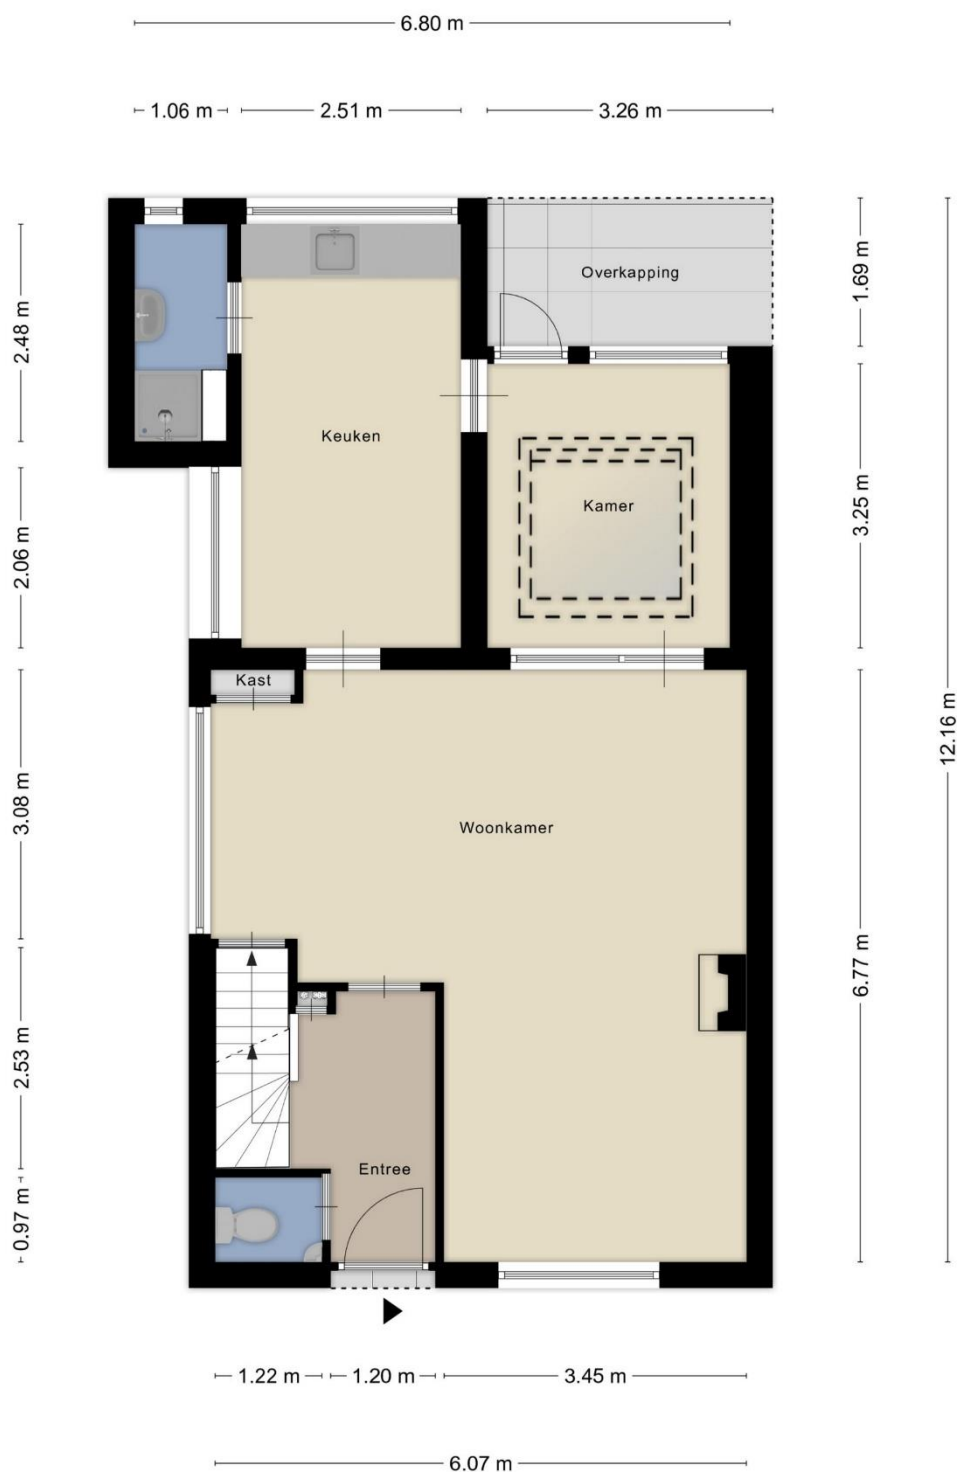 6.80 m
1.06 m
2.51 m
3.26 m
Overkapping
1.69 m
2.48 m
Keuken
Kamer
3.25 m
2.06 m
Kast
12.16 m
Woonkamer
3.08 m
6.77 m
2.53 m
Entree
0.97 m
1.22 m
1.20 m
3.45 m
6.07 m